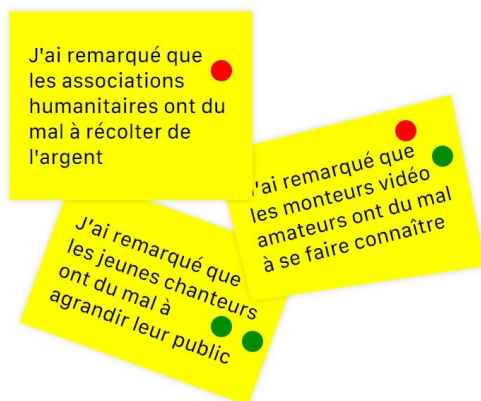 J'ai remarqué que
les associations
humanitaires ont du
mal à récolter de
l'argent
J'ai remarqué que
les monteurs vidéo
amateurs ont du mal
à se faire connaître
J'ai remarqué que
les jeunes chanteurs
ont du mal à
agrandir leur public